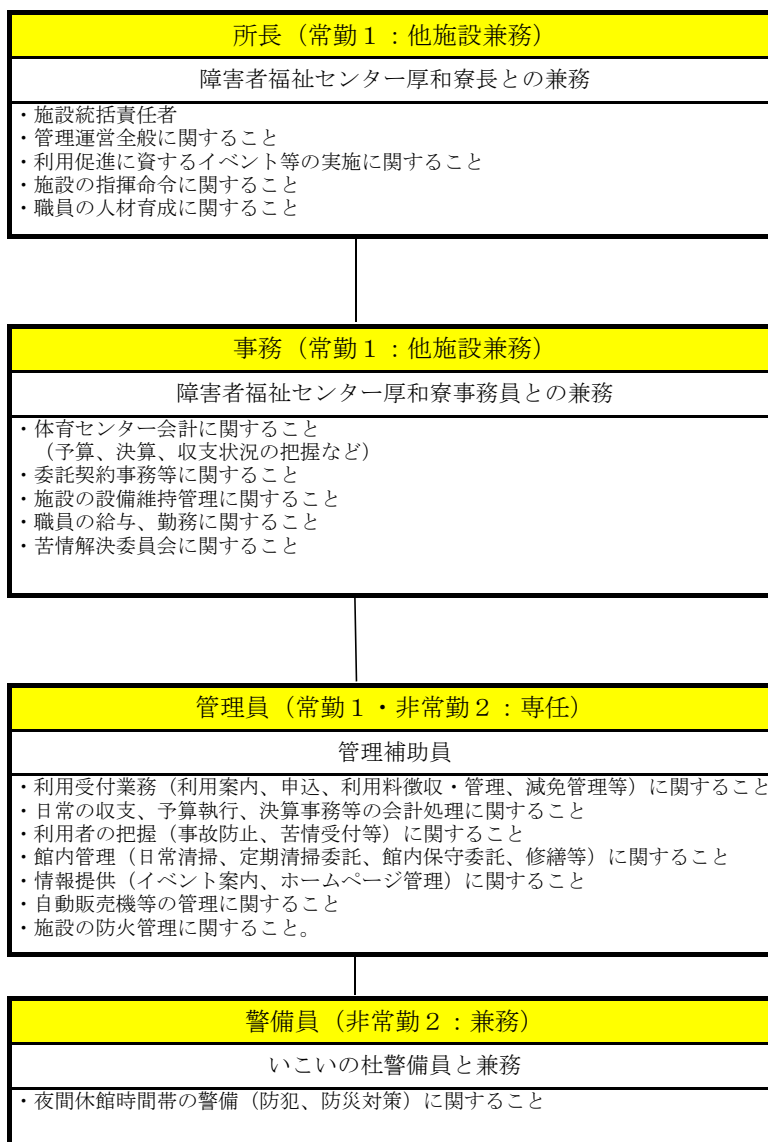 所長（常勤１：他施設兼務）
障害者福祉センター厚和寮長との兼務
・施設統括責任者
・管理運営全般に関すること
・利用促進に資するイベント等の実施に関すること
・施設の指揮命令に関すること
・職員の人材育成に関すること
事務（常勤１：他施設兼務）
障害者福祉センター厚和寮事務員との兼務
・体育センター会計に関すること
（予算、決算、収支状況の把握など）
・委託契約事務等に関すること
・施設の設備維持管理に関すること
・職員の給与、勤務に関すること
・苦情解決委員会に関すること
管理員（常勤１・非常勤２：専任）
管理補助員
・利用受付業務（利用案内、申込、利用料徴収・管理、減免管理等）に関すること
・日常の収支、予算執行、決算事務等の会計処理に関すること
・利用者の把握（事故防止、苦情受付等）に関すること
・館内管理（日常清掃、定期清掃委託、館内保守委託、修繕等）に関すること
・情報提供（イベント案内、ホームページ管理）に関すること
・自動販売機等の管理に関すること
・施設の防火管理に関すること。
警備員（非常勤２：兼務）
いこいの杜警備員と兼務
・夜間休館時間帯の警備（防犯、防災対策）に関すること